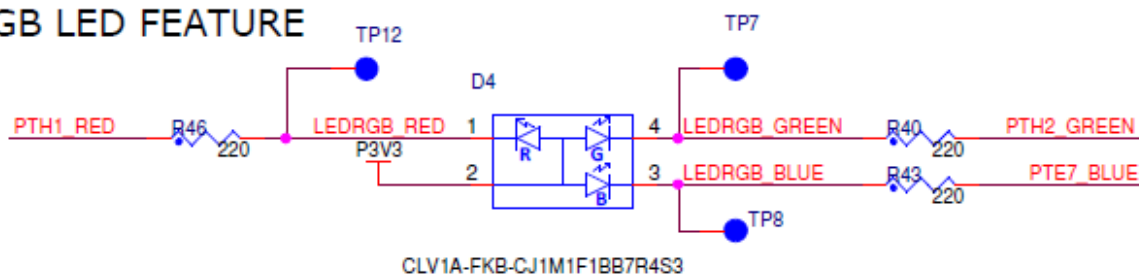 GB LED FEATURE
TP12
TP7
D4
PTH1_RED
R46
220
LEDRGB_RED
1
R
G
4
LEDRGB_GREEN
R40
220
PTH2_GREEN
P3V3
2
B
3
LEDRGB_BLUE
R43
220
PTE7_BLUE
TP8
CLV1A-FKB-CJ1M1F1BB7R4S3